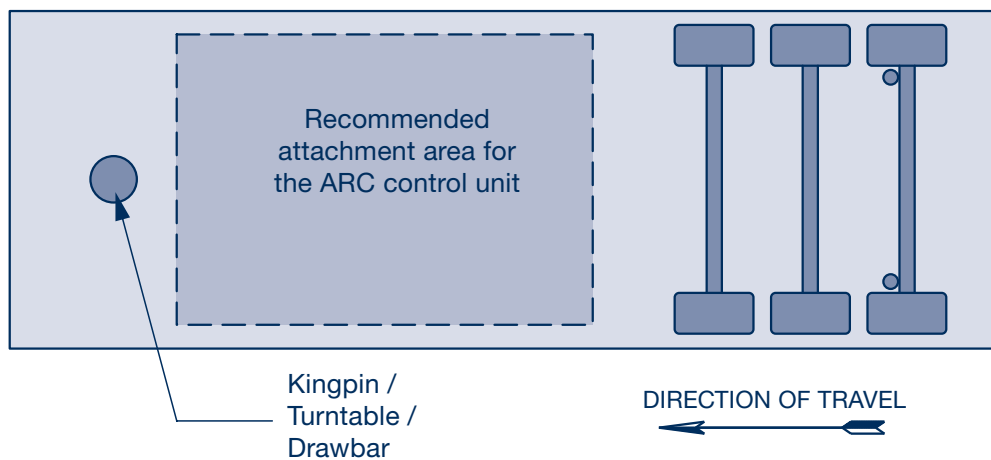 Recommended
attachment area for
the ARC control unit
Kingpin /
Turntable /
Drawbar
DIRECTION OF TRAVEL